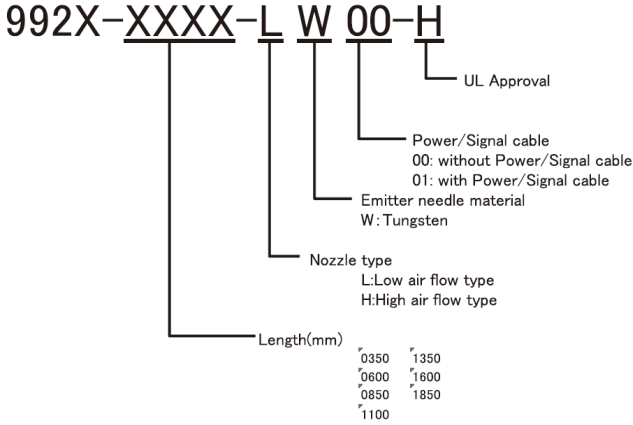 992X-XXXX-L W 00-H
UL Approval
Power/Signal cable
00: without Power/Signal cable
01: with Power/Signal cable
Emitter needle material
W:Tungsten
Nozzle type
L:Low air flow type
H:High air flow type
Length(mm)
0350 1350
0600 1600
0850 1850
1100